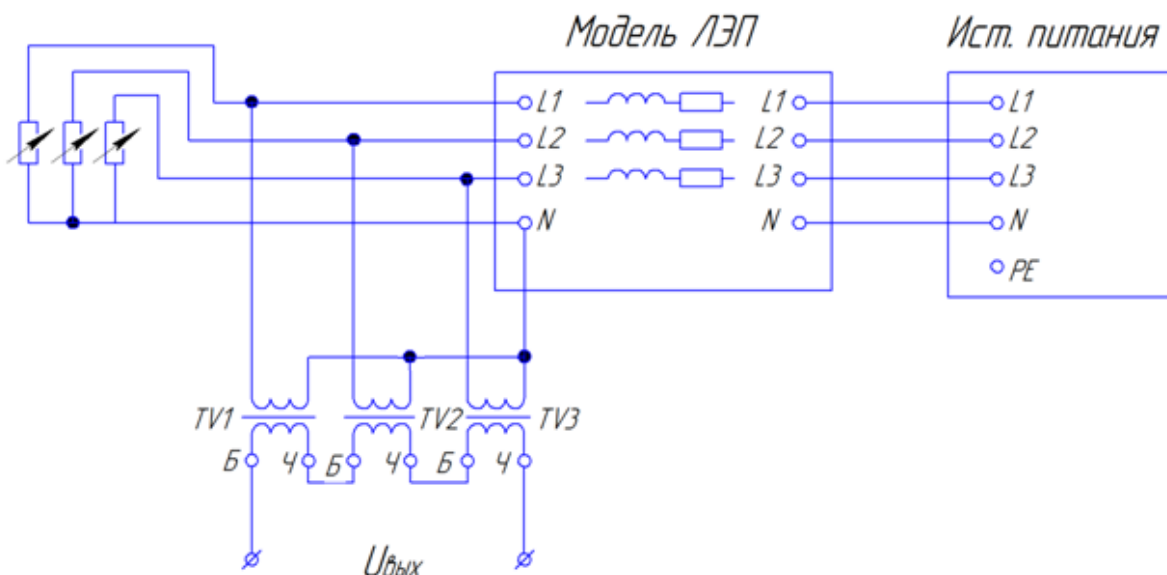 Модель ЛЭП
Ист. питания
L1 L1 L1
L2 L2 L2
L3 L3 L3
N N N
PE
TV1 TV2 TV3
Б Ч Б Ч Б Ч
Uвых